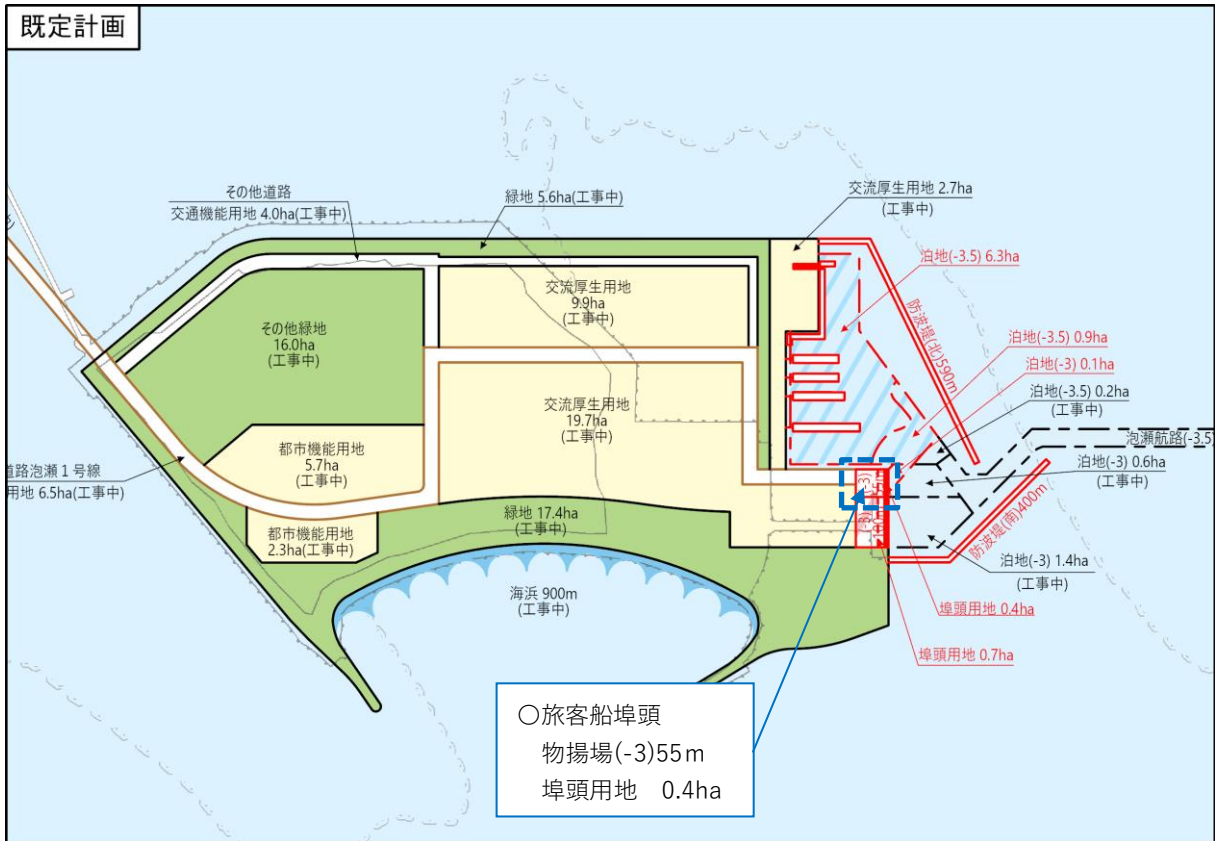 既定計画
その他道路
交通機能用地 4.0ha(工事中)
緑地 5.6ha(工事中)
交流厚生用地 2.7ha
(工事中)
泊地(-3.5) 6.3ha
防波堤(北)590m
交流厚生用地
9.9ha
(工事中)
その他緑地
16.0ha
(工事中)
泊地(-3.5) 0.9ha
泊地(-3) 0.1ha
泊地(-3.5) 0.2ha
(工事中)
泡瀬航路(-3.5)
交流厚生用地
19.7ha
(工事中)
都市機能用地
5.7ha
(工事中)
道路泡瀬1号線
用地 6.5ha(工事中)
泊地(-3) 0.6ha
(工事中)
(-3)
(-3)
緑地 17.4ha
(工事中)
都市機能用地
2.3ha(工事中)
防波堤(南)400m
泊地(-3) 1.4ha
(工事中)
海浜 900m
(工事中)
埠頭用地 0.4ha
埠頭用地 0.7ha
○旅客船埠頭
物揚場(-3)55m
埠頭用地 0.4ha